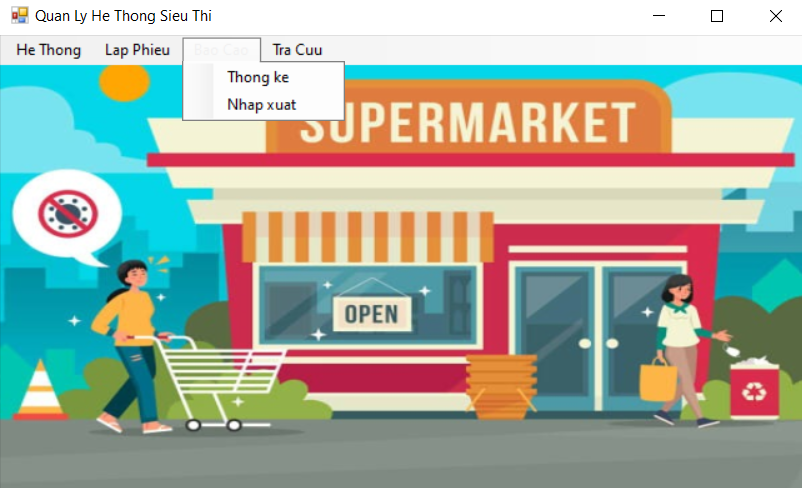 Quan Ly He Thong Sieu Thi
He Thong Lap Phieu Bao Cao Tra Cuu
Thong ke
Nhap xuat
SUPERMARKET
OPEN